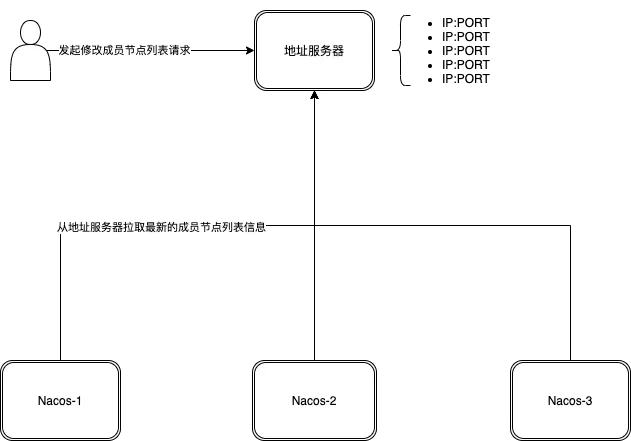 发起修改成员节点列表请求
地址服务器
IP:PORT
IP:PORT
IP:PORT
IP:PORT
IP:PORT
从地址服务器拉取最新的成员节点列表信息
Nacos-1
Nacos-2
Nacos-3